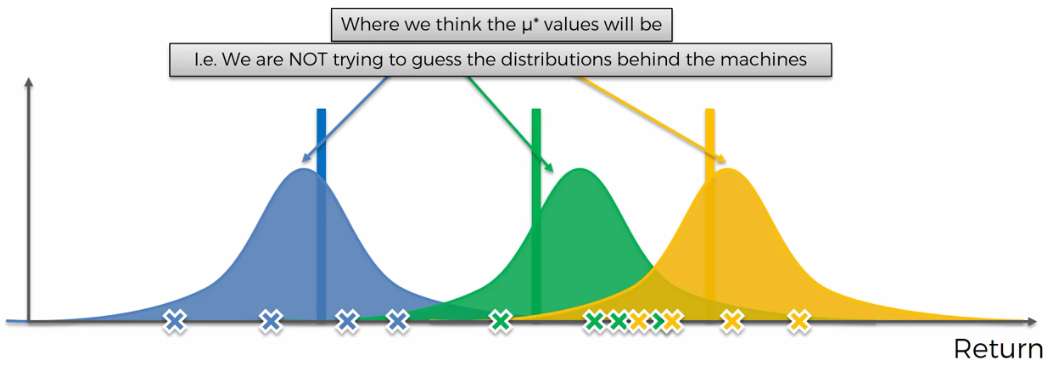 Where we think the μ* values will be
I.e. We are NOT trying to guess the distributions behind the machines
Return